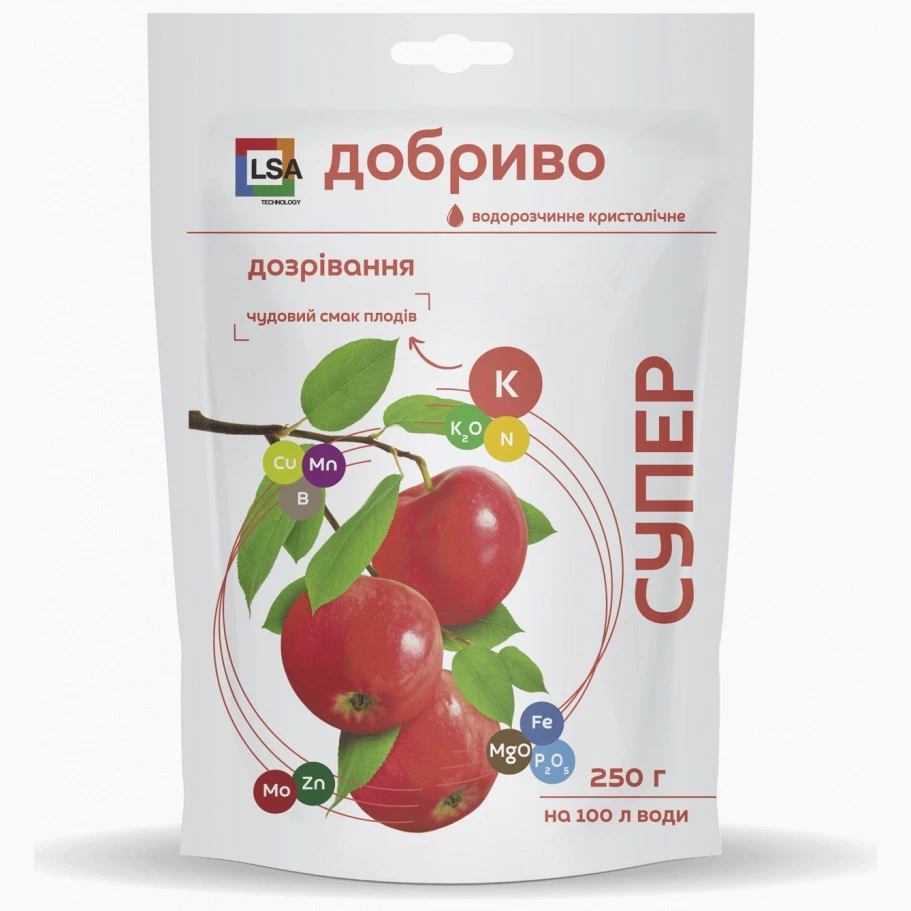 LSA
TECHNOLOGY
добриво
водорозчинне кристалічне
дозрівання
чудовий смак плодів
K
K₂O
N
Cu
Mn
B
СУПЕР
Fe
MgO
P₂O₅
Mo
Zn
250 г
на 100 л води